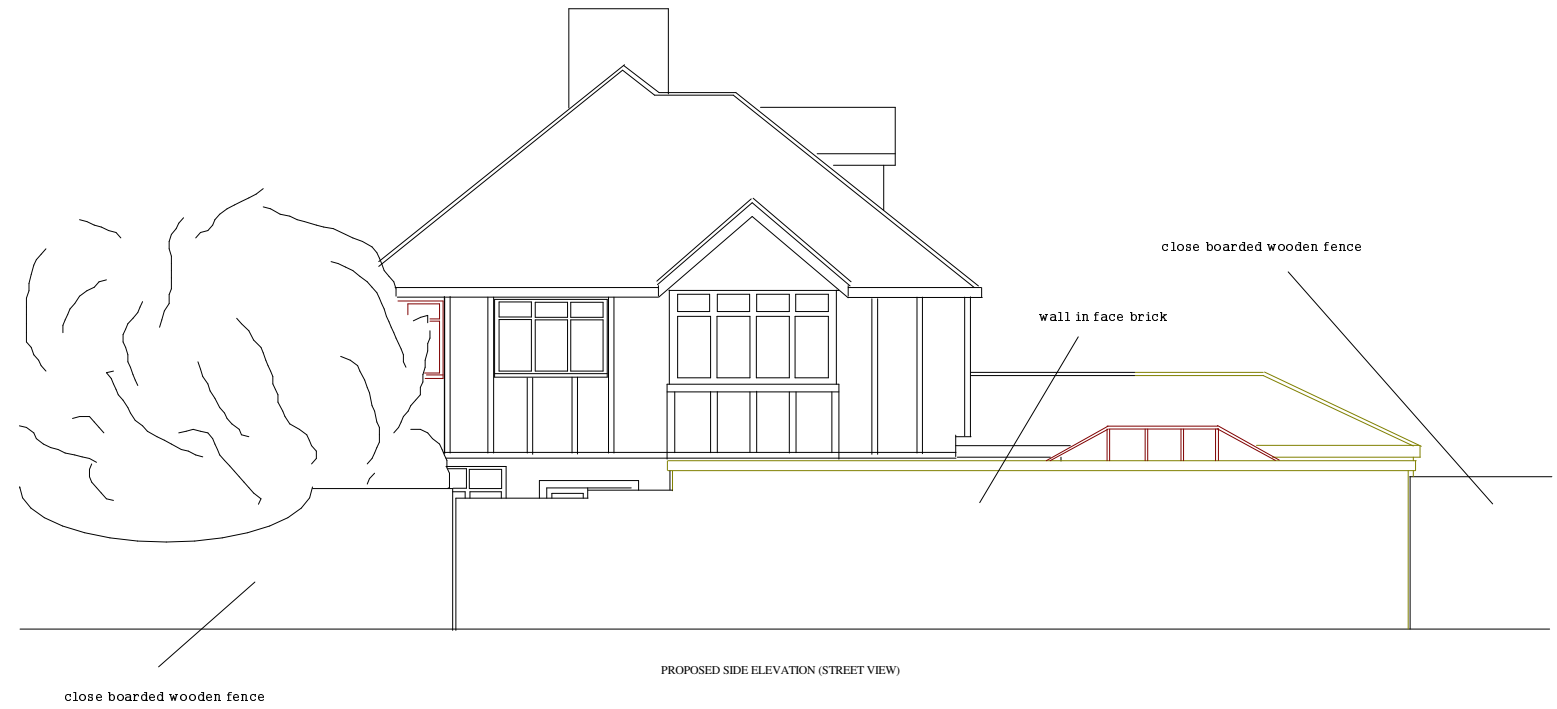 close boarded wooden fence
wall in face brick
PROPOSED SIDE ELEVATION (STREET VIEW)
close boarded wooden fence